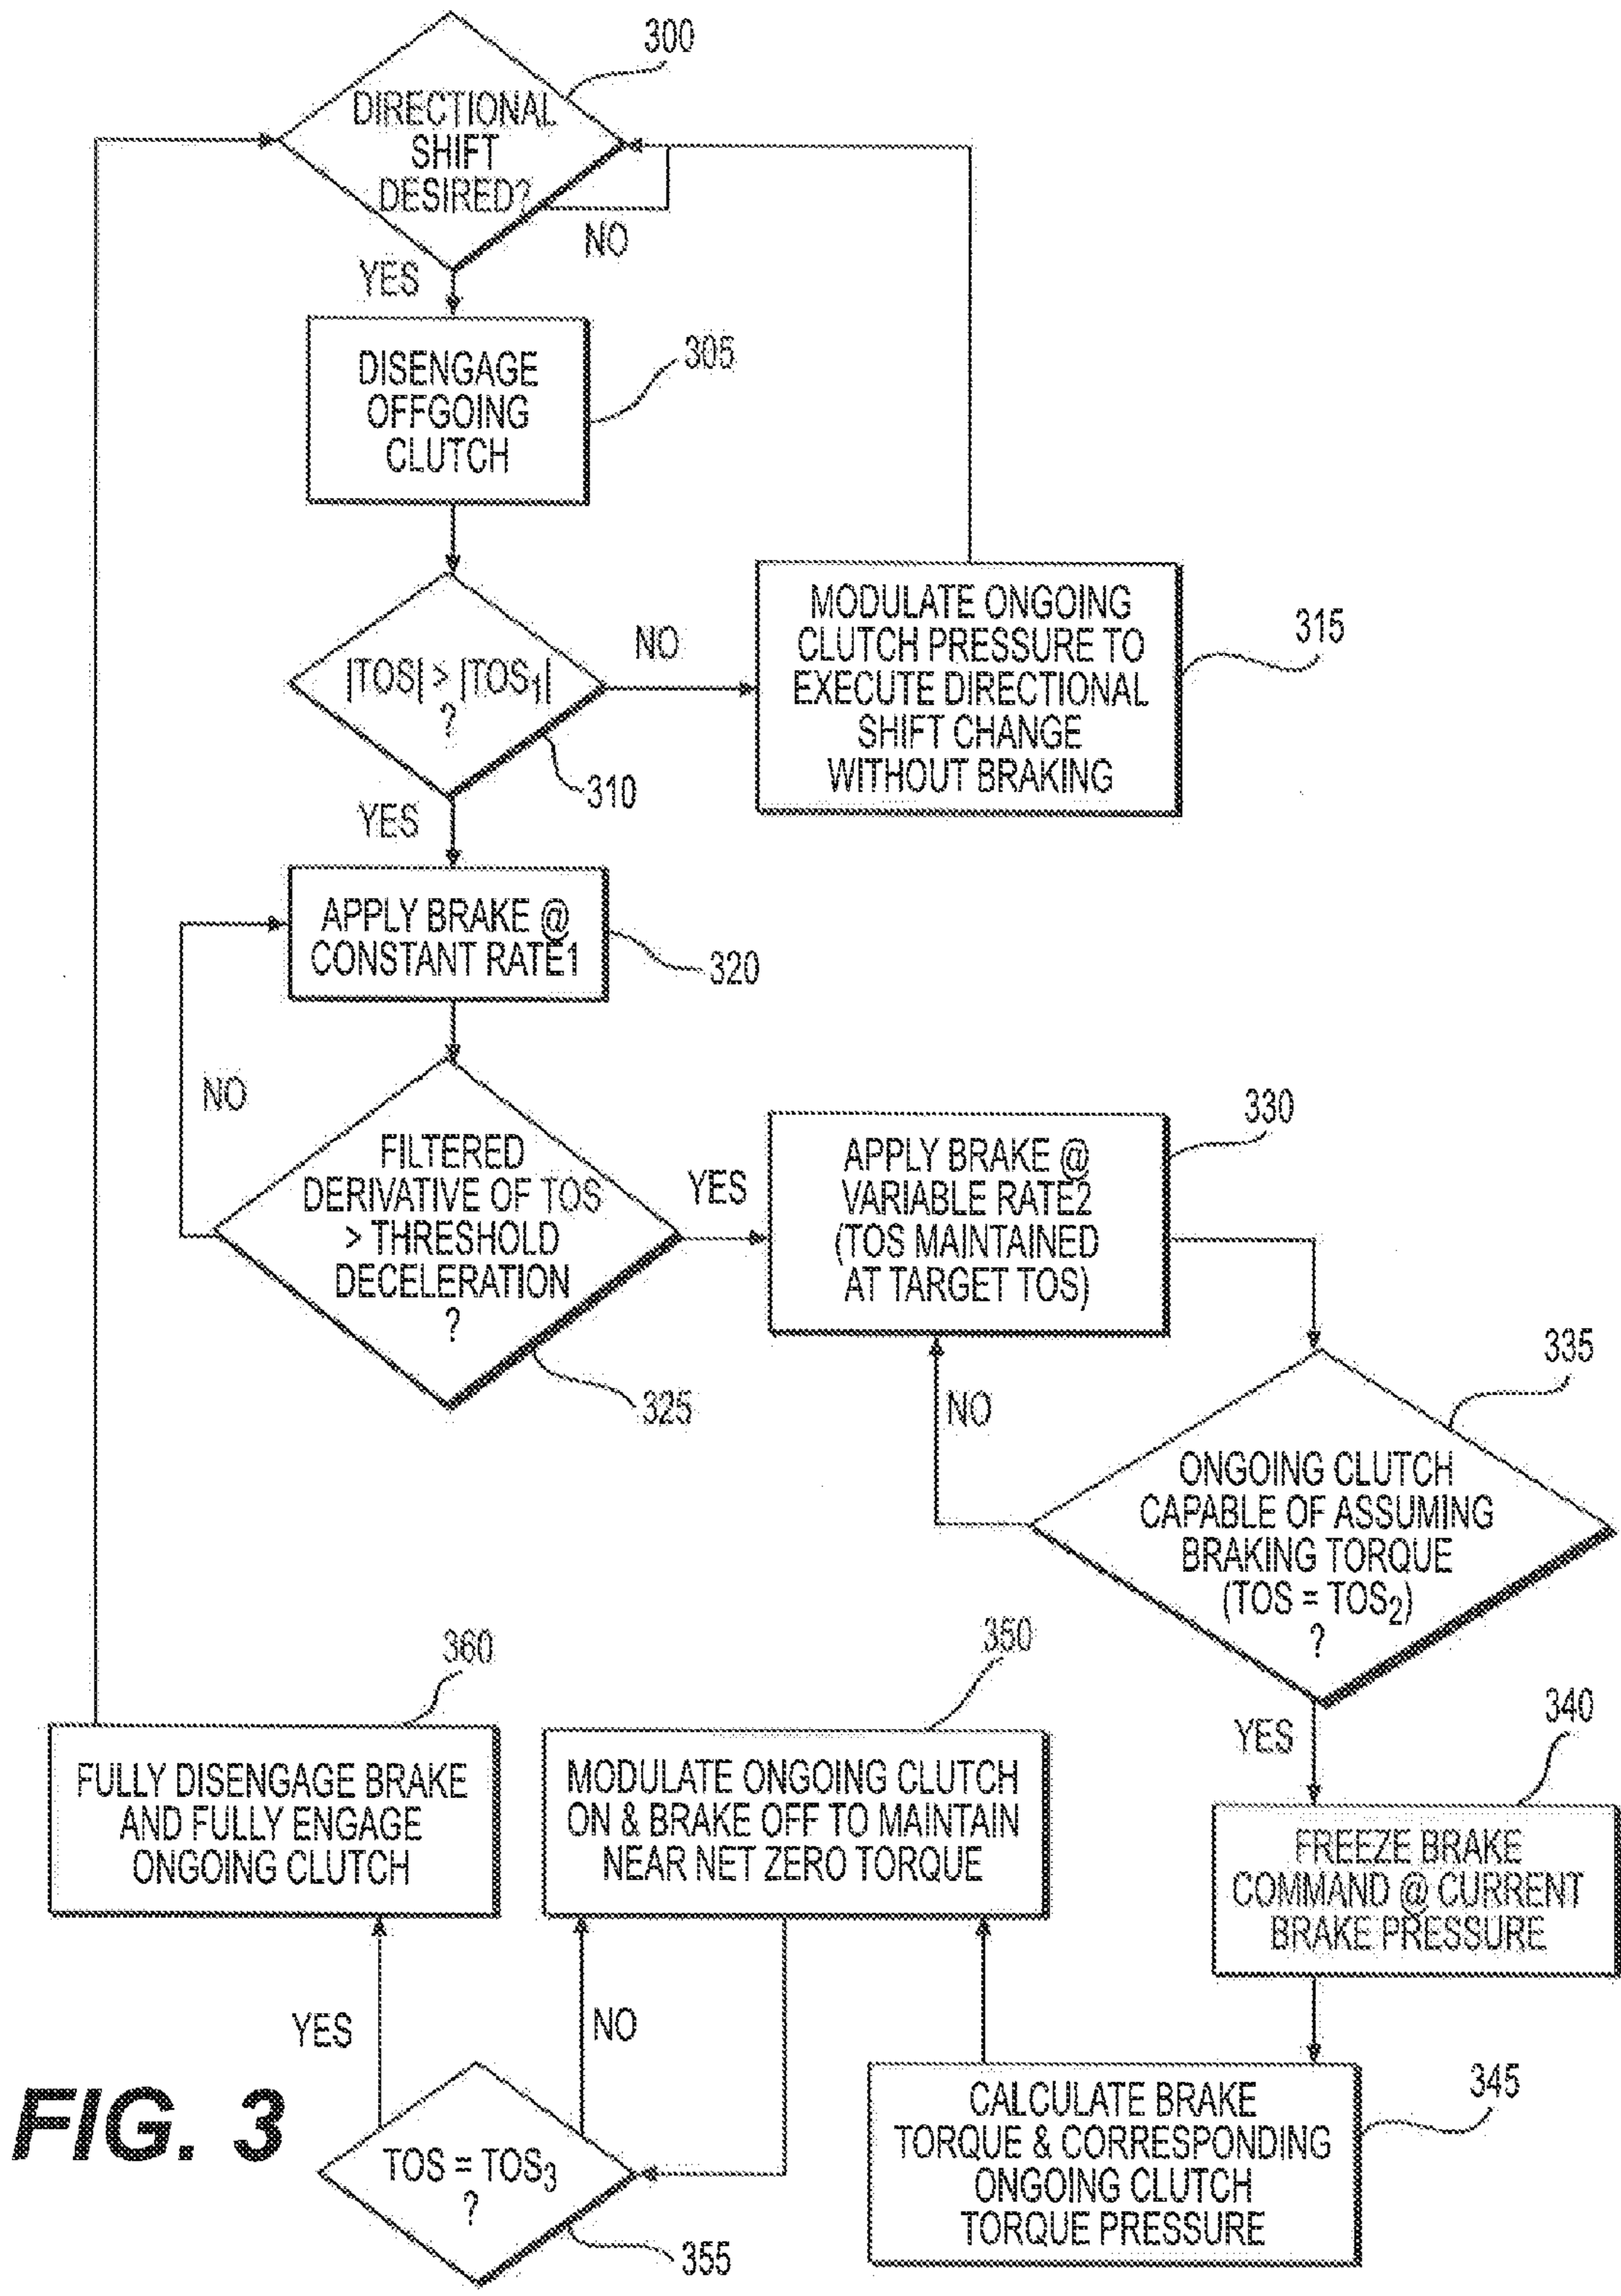 300
DIRECTIONAL
SHIFT
DESIRED?
NO
YES
DISENGAGE
OFFGOING
CLUTCH
305
|TOS| > |TOS1|
?
NO
310
YES
MODULATE ONGOING
CLUTCH PRESSURE TO
EXECUTE DIRECTIONAL
SHIFT CHANGE
WITHOUT BRAKING
315
APPLY BRAKE @
CONSTANT RATE1
320
NO
FILTERED
DERIVATIVE OF TOS
> THRESHOLD
DECELERATION
?
325
YES
APPLY BRAKE @
VARIABLE RATE2
(TOS MAINTAINED
AT TARGET TOS)
330
NO
335
ONGOING CLUTCH
CAPABLE OF ASSUMING
BRAKING TORQUE
(TOS = TOS2)
?
YES
340
FREEZE BRAKE
COMMAND @ CURRENT
BRAKE PRESSURE
345
CALCULATE BRAKE
TORQUE & CORRESPONDING
ONGOING CLUTCH
TORQUE PRESSURE
350
MODULATE ONGOING CLUTCH
ON & BRAKE OFF TO MAINTAIN
NEAR NET ZERO TORQUE
360
FULLY DISENGAGE BRAKE
AND FULLY ENGAGE
ONGOING CLUTCH
YES
NO
TOS = TOS3
?
355
FIG. 3